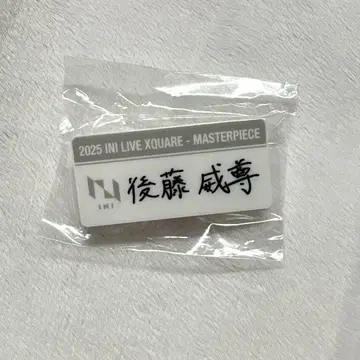 2025 INI LIVE XQUARE - MASTERPIECE
後藤 威尊
INI